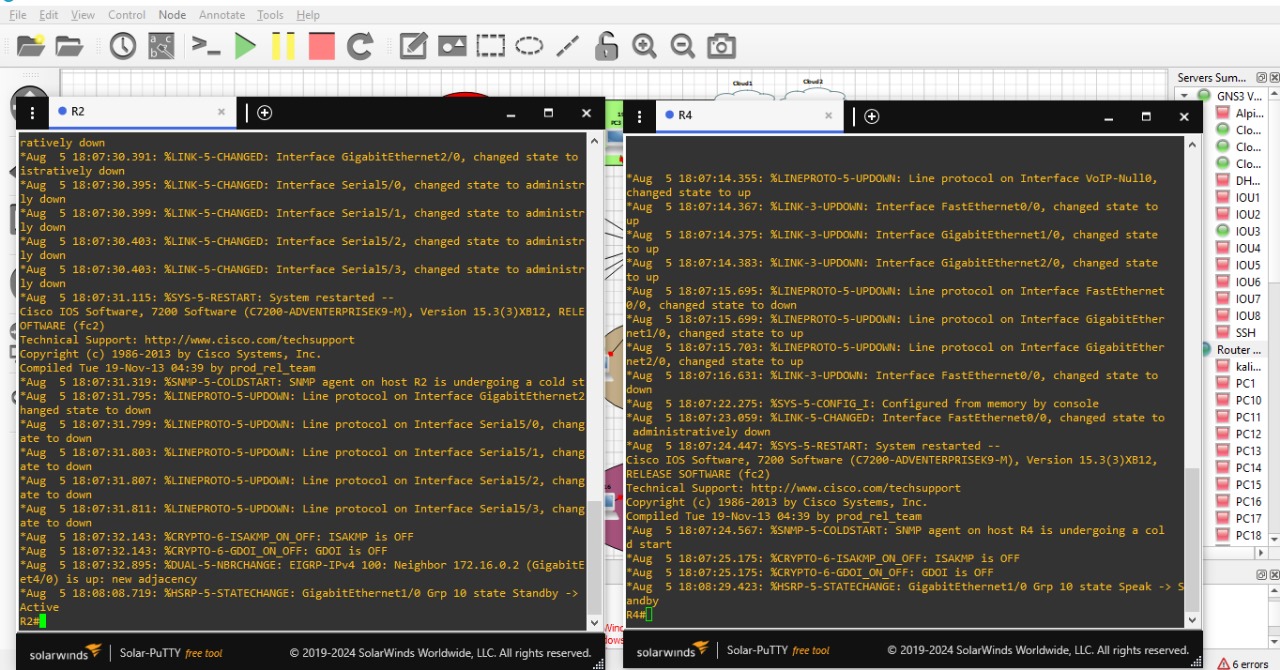 File Edit View Control Node Annotate Tools Help
Cloud1 Cloud2
Servers Sum...
GNS3 V...
Alpi...
Clo...
Clo...
Clo...
DH...
IOU1
IOU2
IOU3
IOU4
IOU5
IOU6
IOU7
IOU8
SSH
Router ...
kali...
PC1
PC10
PC11
PC12
PC13
PC14
PC15
PC16
PC17
PC18
6 errors
PC3
R2
ratively down
*Aug  5 18:07:30.391: %LINK-5-CHANGED: Interface GigabitEthernet2/0, changed state to
istratively down
*Aug  5 18:07:30.395: %LINK-5-CHANGED: Interface Serial5/0, changed state to administr
ly down
*Aug  5 18:07:30.399: %LINK-5-CHANGED: Interface Serial5/1, changed state to administr
ly down
*Aug  5 18:07:30.403: %LINK-5-CHANGED: Interface Serial5/2, changed state to administr
ly down
*Aug  5 18:07:30.403: %LINK-5-CHANGED: Interface Serial5/3, changed state to administr
ly down
*Aug  5 18:07:31.115: %SYS-5-RESTART: System restarted --
Cisco IOS Software, 7200 Software (C7200-ADVENTERPRISEK9-M), Version 15.3(3)XB12, RELE
OFTWARE (fc2)
Technical Support: http://www.cisco.com/techsupport
Copyright (c) 1986-2013 by Cisco Systems, Inc.
Compiled Tue 19-Nov-13 04:39 by prod_rel_team
*Aug  5 18:07:31.319: %SNMP-5-COLDSTART: SNMP agent on host R2 is undergoing a cold st
*Aug  5 18:07:31.795: %LINEPROTO-5-UPDOWN: Line protocol on Interface GigabitEthernet2
hanged state to down
*Aug  5 18:07:31.799: %LINEPROTO-5-UPDOWN: Line protocol on Interface Serial5/0, chang
ate to down
*Aug  5 18:07:31.803: %LINEPROTO-5-UPDOWN: Line protocol on Interface Serial5/1, chang
ate to down
*Aug  5 18:07:31.807: %LINEPROTO-5-UPDOWN: Line protocol on Interface Serial5/2, chang
ate to down
*Aug  5 18:07:31.811: %LINEPROTO-5-UPDOWN: Line protocol on Interface Serial5/3, chang
ate to down
*Aug  5 18:07:32.143: %CRYPTO-6-ISAKMP_ON_OFF: ISAKMP is OFF
*Aug  5 18:07:32.143: %CRYPTO-6-GDOI_ON_OFF: GDOI is OFF
*Aug  5 18:07:32.895: %DUAL-5-NBRCHANGE: EIGRP-IPv4 100: Neighbor 172.16.0.2 (GigabitE
et4/0) is up: new adjacency
*Aug  5 18:08:08.719: %HSRP-5-STATECHANGE: GigabitEthernet1/0 Grp 10 state Standby ->
Active
R2#
solarwinds Solar-PuTTY free tool © 2019-2024 SolarWinds Worldwide, LLC. All rights reserved.
R4
*Aug  5 18:07:14.355: %LINEPROTO-5-UPDOWN: Line protocol on Interface VoIP-Null0,
changed state to up
*Aug  5 18:07:14.367: %LINK-3-UPDOWN: Interface FastEthernet0/0, changed state to
up
*Aug  5 18:07:14.375: %LINK-3-UPDOWN: Interface GigabitEthernet1/0, changed state
to up
*Aug  5 18:07:14.383: %LINK-3-UPDOWN: Interface GigabitEthernet2/0, changed state
to up
*Aug  5 18:07:15.695: %LINEPROTO-5-UPDOWN: Line protocol on Interface FastEthernet
0/0, changed state to down
*Aug  5 18:07:15.699: %LINEPROTO-5-UPDOWN: Line protocol on Interface GigabitEther
net1/0, changed state to up
*Aug  5 18:07:15.703: %LINEPROTO-5-UPDOWN: Line protocol on Interface GigabitEther
net2/0, changed state to up
*Aug  5 18:07:16.631: %LINK-3-UPDOWN: Interface FastEthernet0/0, changed state to
down
*Aug  5 18:07:22.275: %SYS-5-CONFIG_I: Configured from memory by console
*Aug  5 18:07:23.059: %LINK-5-CHANGED: Interface FastEthernet0/0, changed state to
administratively down
*Aug  5 18:07:24.447: %SYS-5-RESTART: System restarted --
Cisco IOS Software, 7200 Software (C7200-ADVENTERPRISEK9-M), Version 15.3(3)XB12,
RELEASE SOFTWARE (fc2)
Technical Support: http://www.cisco.com/techsupport
Copyright (c) 1986-2013 by Cisco Systems, Inc.
Compiled Tue 19-Nov-13 04:39 by prod_rel_team
*Aug  5 18:07:24.567: %SNMP-5-COLDSTART: SNMP agent on host R4 is undergoing a col
d start
*Aug  5 18:07:25.175: %CRYPTO-6-ISAKMP_ON_OFF: ISAKMP is OFF
*Aug  5 18:07:25.175: %CRYPTO-6-GDOI_ON_OFF: GDOI is OFF
*Aug  5 18:08:29.423: %HSRP-5-STATECHANGE: GigabitEthernet1/0 Grp 10 state Speak -> S
andby
R4#
solarwinds Solar-PuTTY free tool © 2019-2024 SolarWinds Worldwide, LLC. All rights reserved.